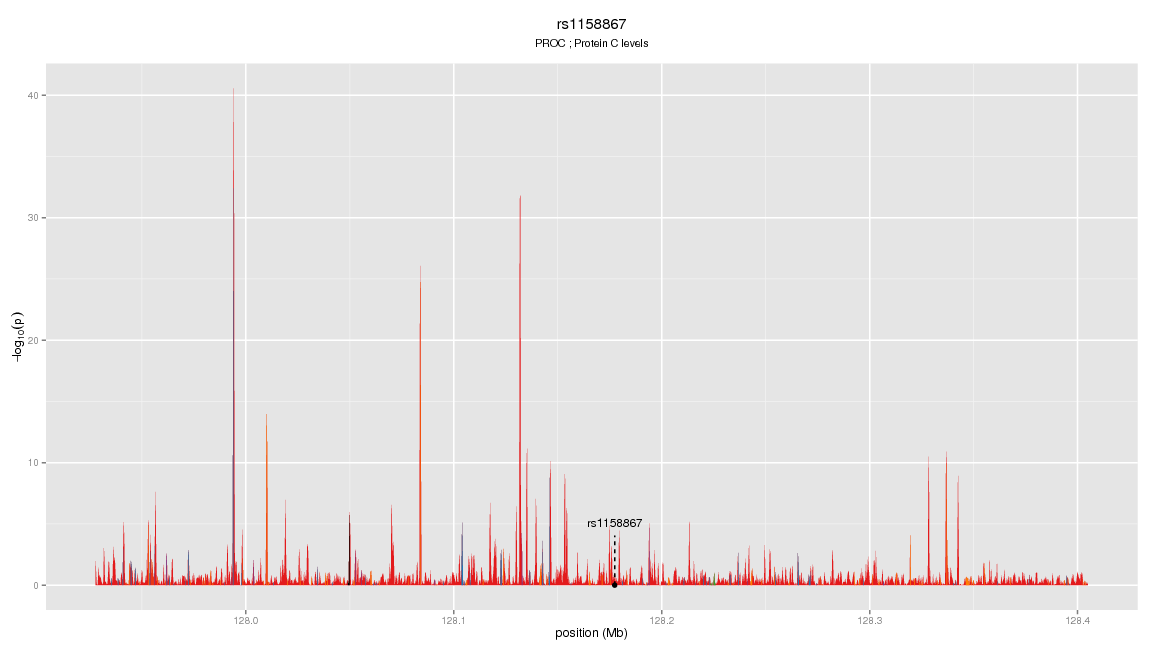 rs1158867
PROC ; Protein C levels
40
30
20
10
0
−log10(p)
rs1158867
128.0
128.1
128.2
128.3
128.4
position (Mb)